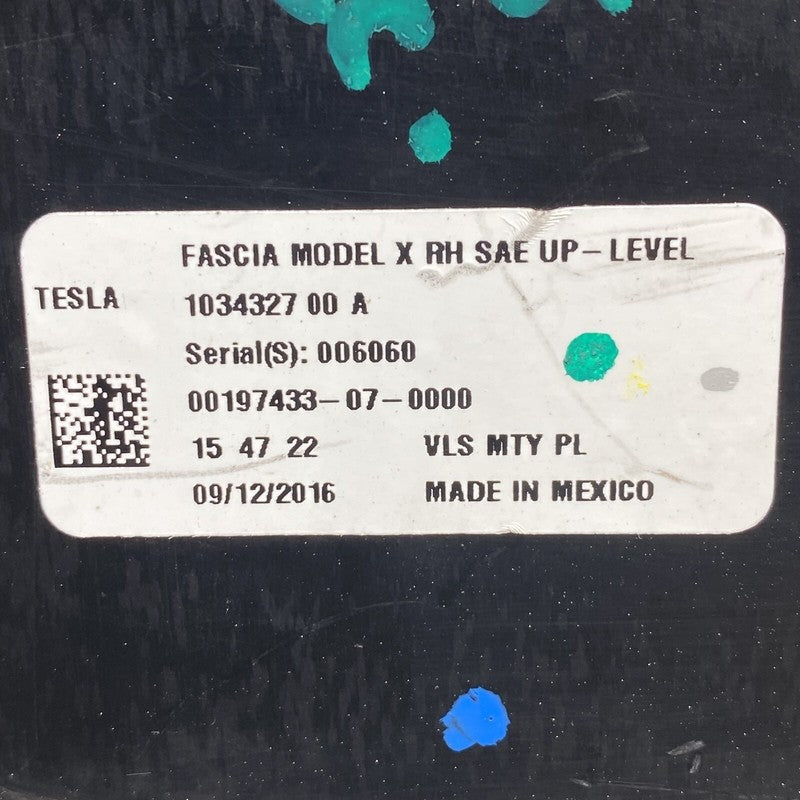 FASCIA MODEL X RH SAE UP-LEVEL
TESLA 1034327 00 A
Serial(S): 006060
00197433-07-0000
15 47 22 VLS MTY PL
09/12/2016 MADE IN MEXICO